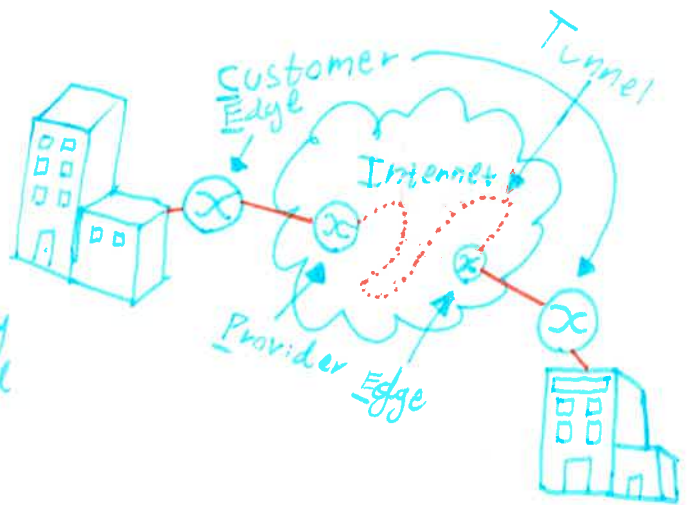 Customer
Edge
Tunnel
Internet
x
x
x
x
Provider Edge